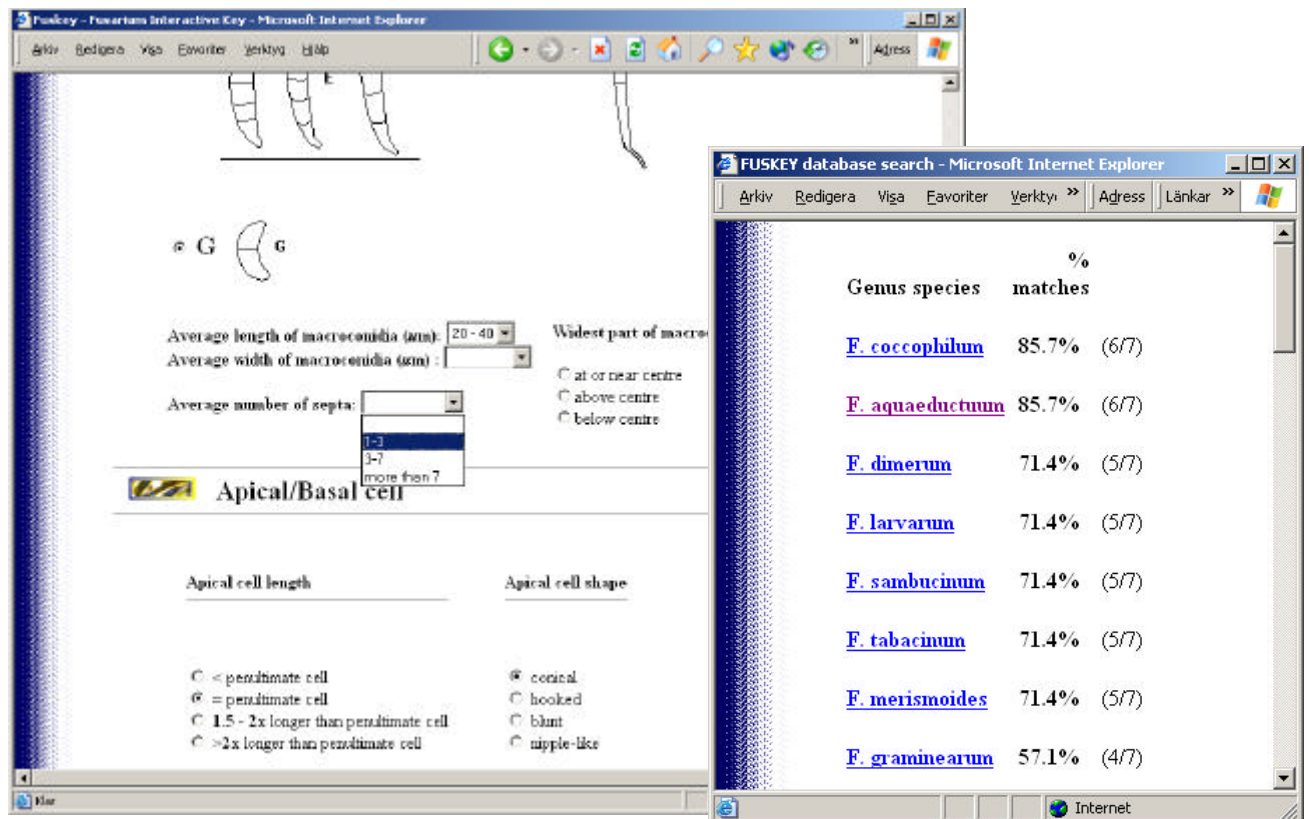 Fuskey - Fusarium Interactive Key - Microsoft Internet Explorer
Arkiv Redigera Visa Favoriter Verktyg Hjälp » Adress
E
G G
Average length of macroconidia (µm): 20 - 40
Average width of macroconidia (µm) :
Average number of septa:
1-3
3-7
more than 7
Widest part of macro
at or near centre
above centre
below centre
Apical/Basal cell
Apical cell length
< penultimate cell
= penultimate cell
1.5 - 2x longer than penultimate cell
>2x longer than penultimate cell
Apical cell shape
conical
hooked
blunt
nipple-like
Klar
FUSKEY database search - Microsoft Internet Explorer
Arkiv Redigera Visa Favoriter Verkty » Adress Länkar »
%
Genus species matches
F. coccophilum 85.7% (6/7)
F. aquaeductuum 85.7% (6/7)
F. dimerum 71.4% (5/7)
F. larvarum 71.4% (5/7)
F. sambucinum 71.4% (5/7)
F. tabacinum 71.4% (5/7)
F. merismoides 71.4% (5/7)
F. graminearum 57.1% (4/7)
Internet